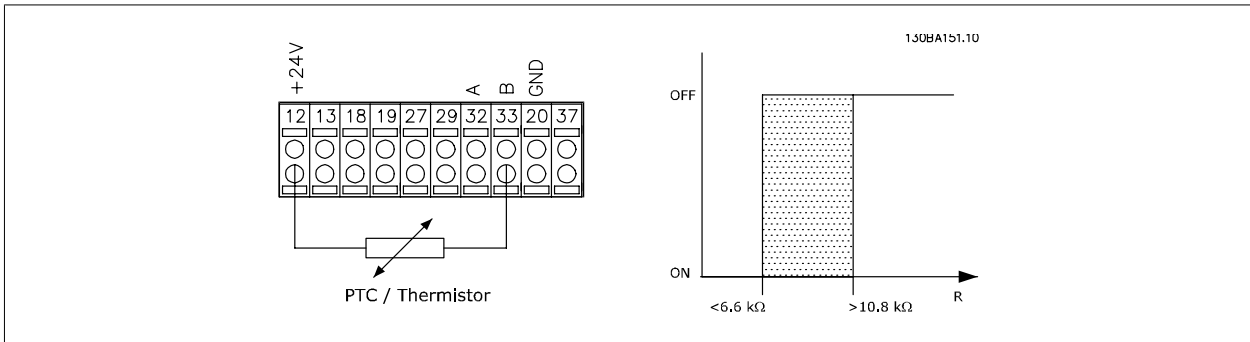 130BA151.10
+24V
A
B
GND
12 13 18 19 27 29 32 33 20 37
PTC / Thermistor
OFF
ON
<6.6 kΩ
>10.8 kΩ
R